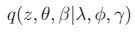 q(z, θ, β|λ, ϕ, γ)